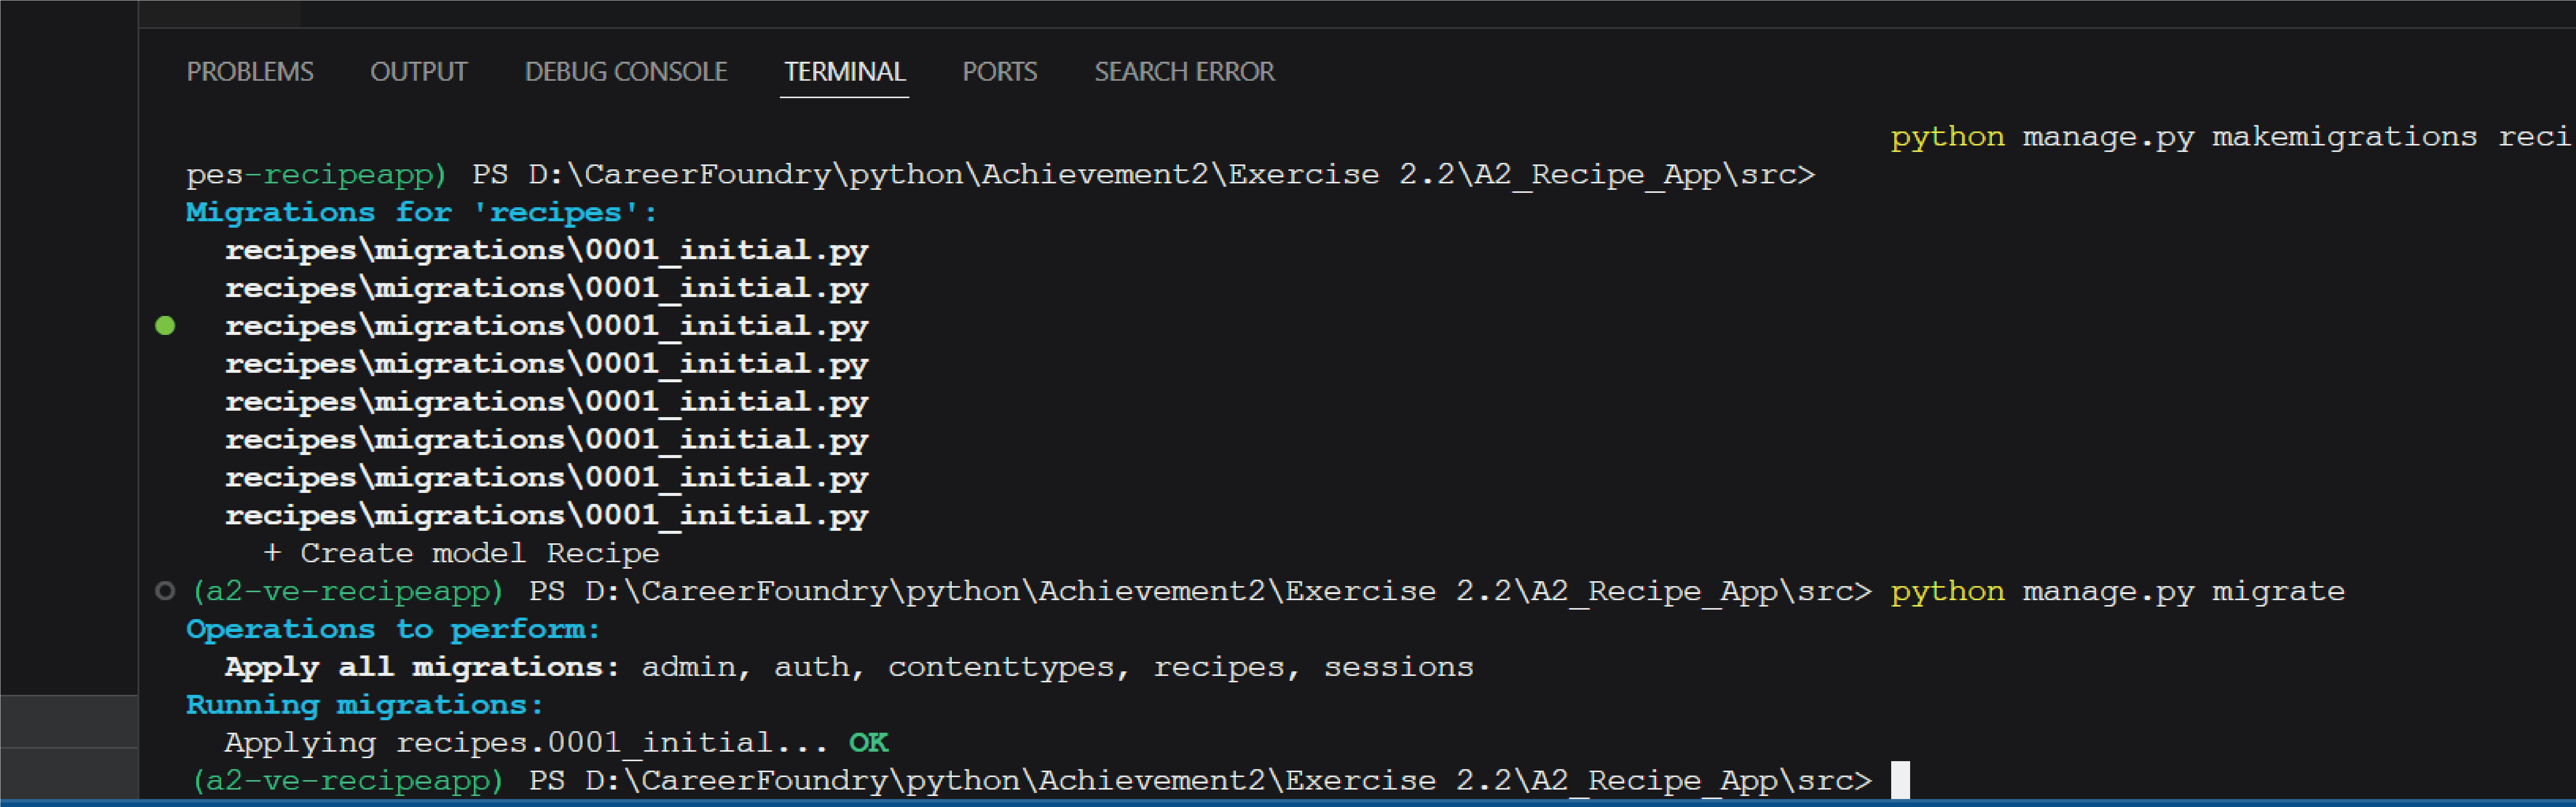 PROBLEMS OUTPUT DEBUG CONSOLE TERMINAL PORTS SEARCH ERROR
python manage.py makemigrations reci
pes-recipeapp) PS D:\CareerFoundry\python\Achievement2\Exercise 2.2\A2_Recipe_App\src>
Migrations for 'recipes':
recipes\migrations\0001_initial.py
recipes\migrations\0001_initial.py
recipes\migrations\0001_initial.py
recipes\migrations\0001_initial.py
recipes\migrations\0001_initial.py
recipes\migrations\0001_initial.py
recipes\migrations\0001_initial.py
recipes\migrations\0001_initial.py
+ Create model Recipe
(a2-ve-recipeapp) PS D:\CareerFoundry\python\Achievement2\Exercise 2.2\A2_Recipe_App\src> python manage.py migrate
Operations to perform:
Apply all migrations: admin, auth, contenttypes, recipes, sessions
Running migrations:
Applying recipes.0001_initial... OK
(a2-ve-recipeapp) PS D:\CareerFoundry\python\Achievement2\Exercise 2.2\A2_Recipe_App\src>